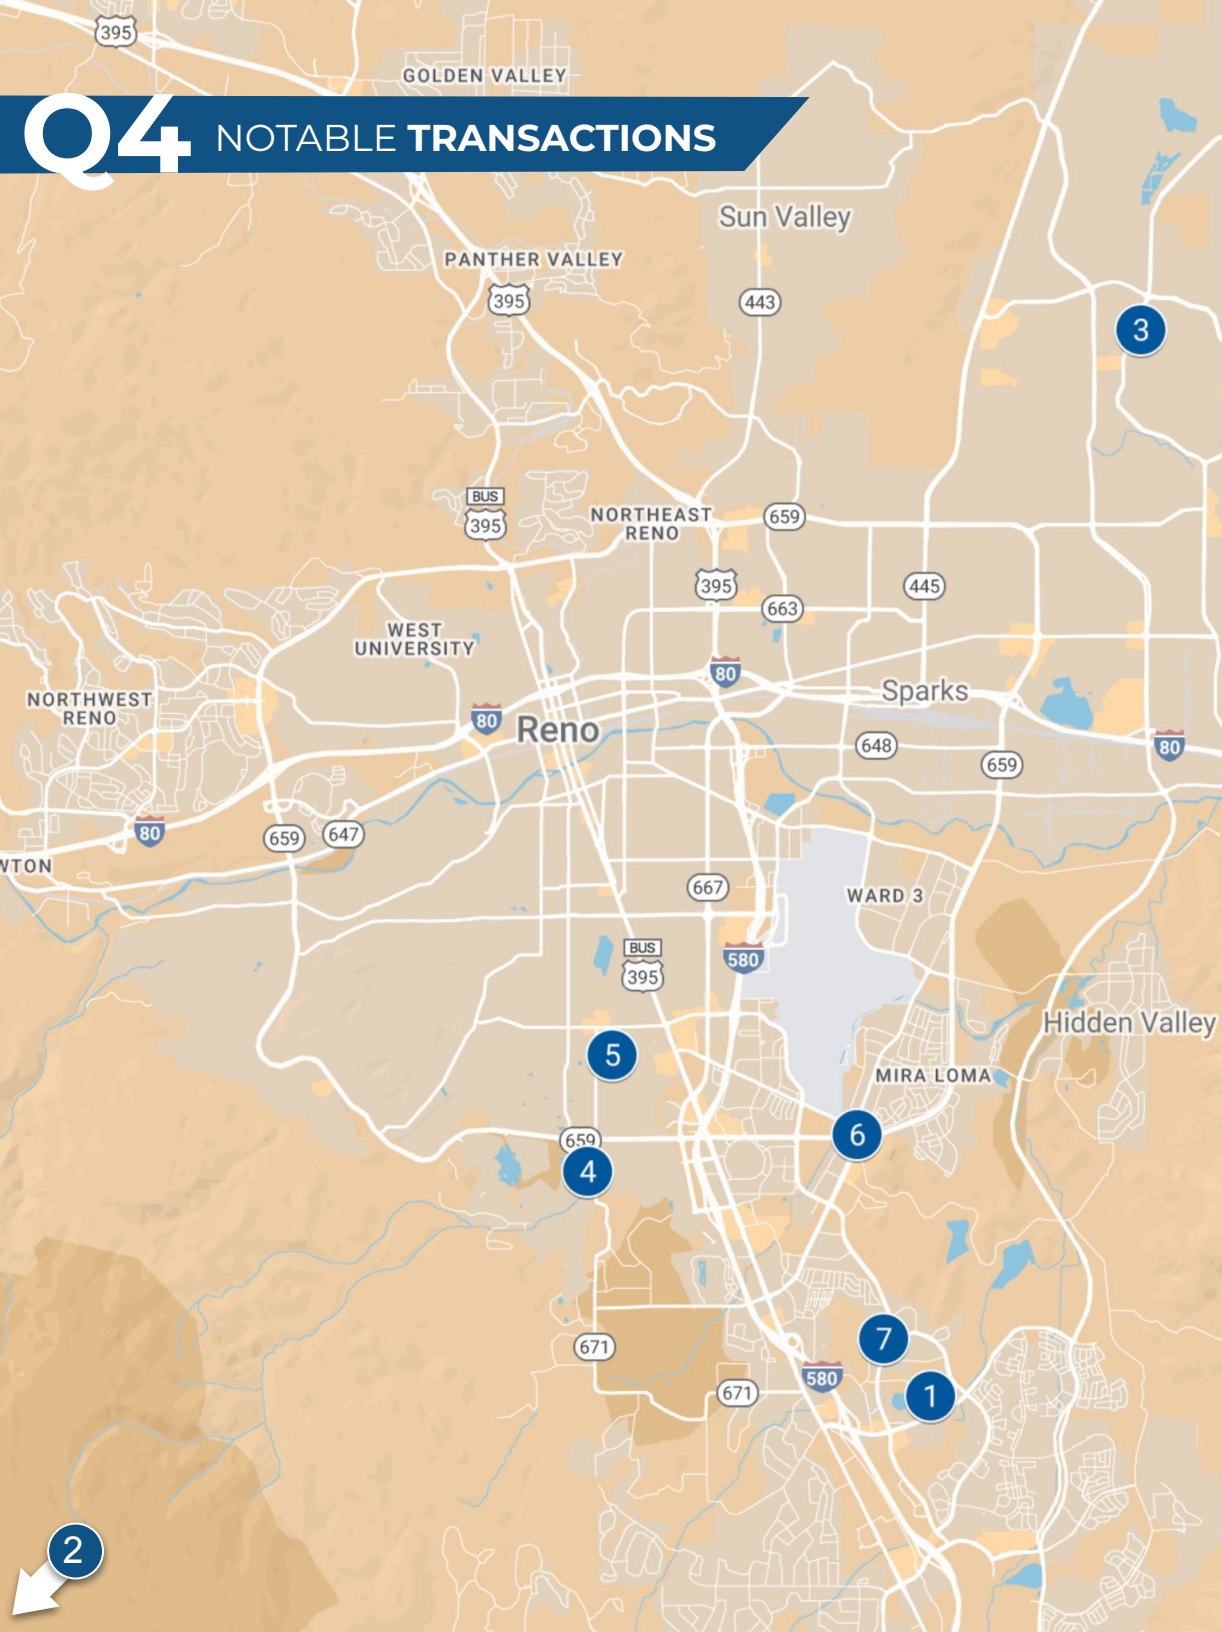 395
GOLDEN VALLEY
Q4 NOTABLE TRANSACTIONS
Sun Valley
PANTHER VALLEY
395
443
3
BUS
395
NORTHEAST
RENO
659
395
445
663
WEST
UNIVERSITY
80
Sparks
NORTHWEST
RENO
80
Reno
648
80
659
80
659
647
WTON
667
WARD 3
BUS
395
580
Hidden Valley
5
MIRA LOMA
6
659
4
7
671
580
671
1
2